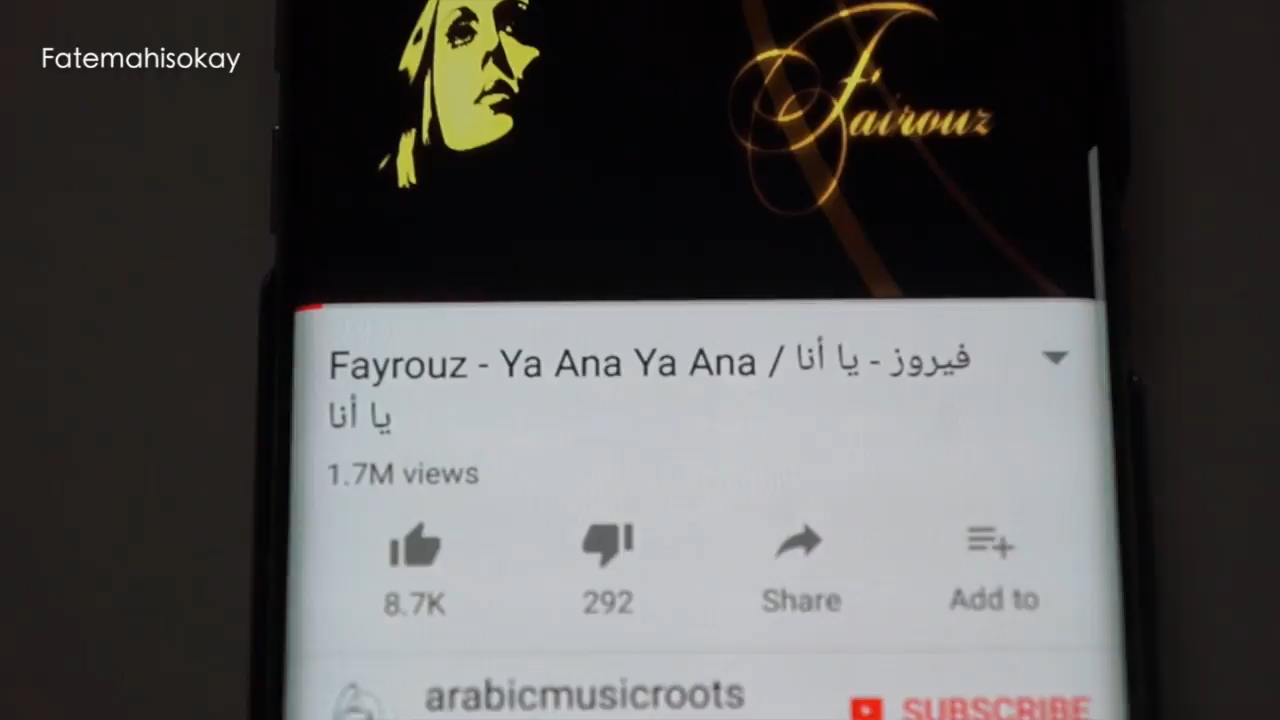 Fatemahisokay
Fairouz
Fayrouz - Ya Ana Ya Ana / فيروز - يا أنا
يا أنا
1.7M views
8.7K
292
Share
Add to
arabicmusicroots
SUBSCRIBE